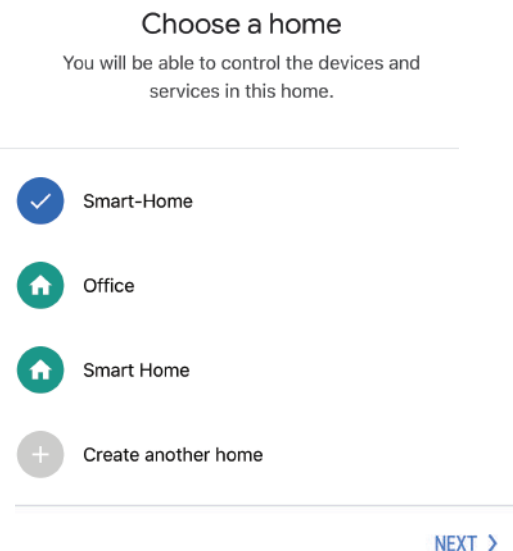 Choose a home
You will be able to control the devices and
services in this home.
Smart-Home
Office
Smart Home
Create another home
NEXT